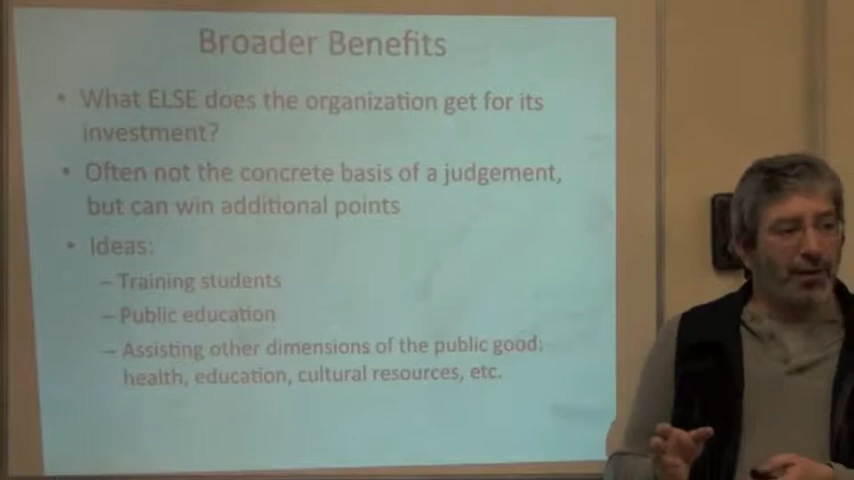 Broader Benefits
• What ELSE does the organization get for its
investment?
• Often not the concrete basis of a judgement,
but can win additional points
• Ideas:
– Training students
– Public education
– Assisting other dimensions of the public good:
health, education, cultural resources, etc.